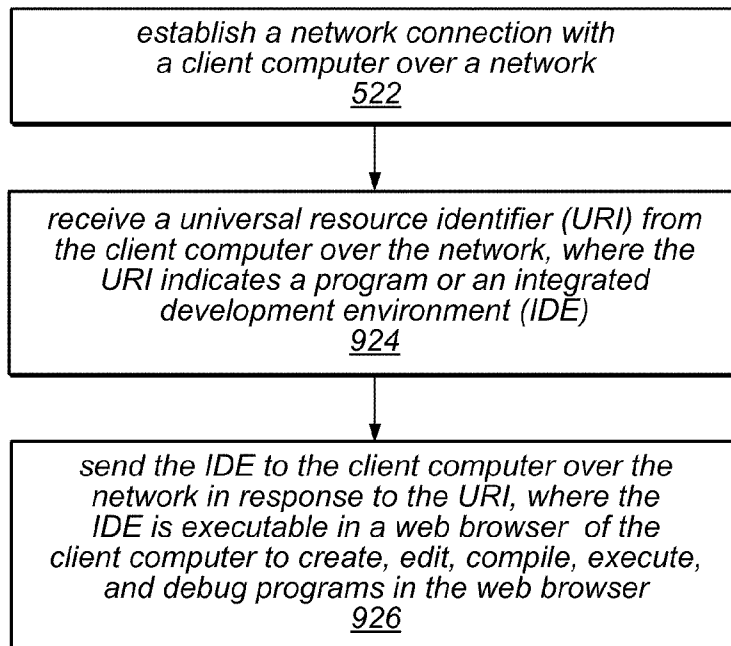 establish a network connection with
a client computer over a network
522
receive a universal resource identifier (URI) from
the client computer over the network, where the
URI indicates a program or an integrated
development environment (IDE)
924
send the IDE to the client computer over the
network in response to the URI, where the
IDE is executable in a web browser of the
client computer to create, edit, compile, execute,
and debug programs in the web browser
926